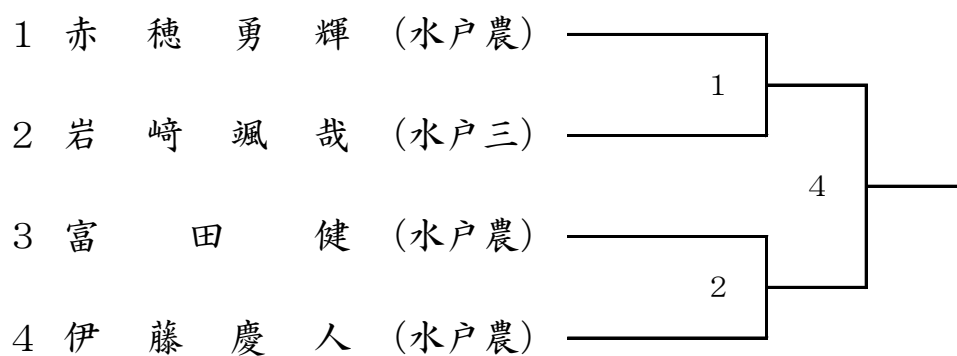 1 赤穂勇輝 (水戸農)
1
2 岩﨑颯哉 (水戸三)
4
3 富田健 (水戸農)
2
4 伊藤慶人 (水戸農)